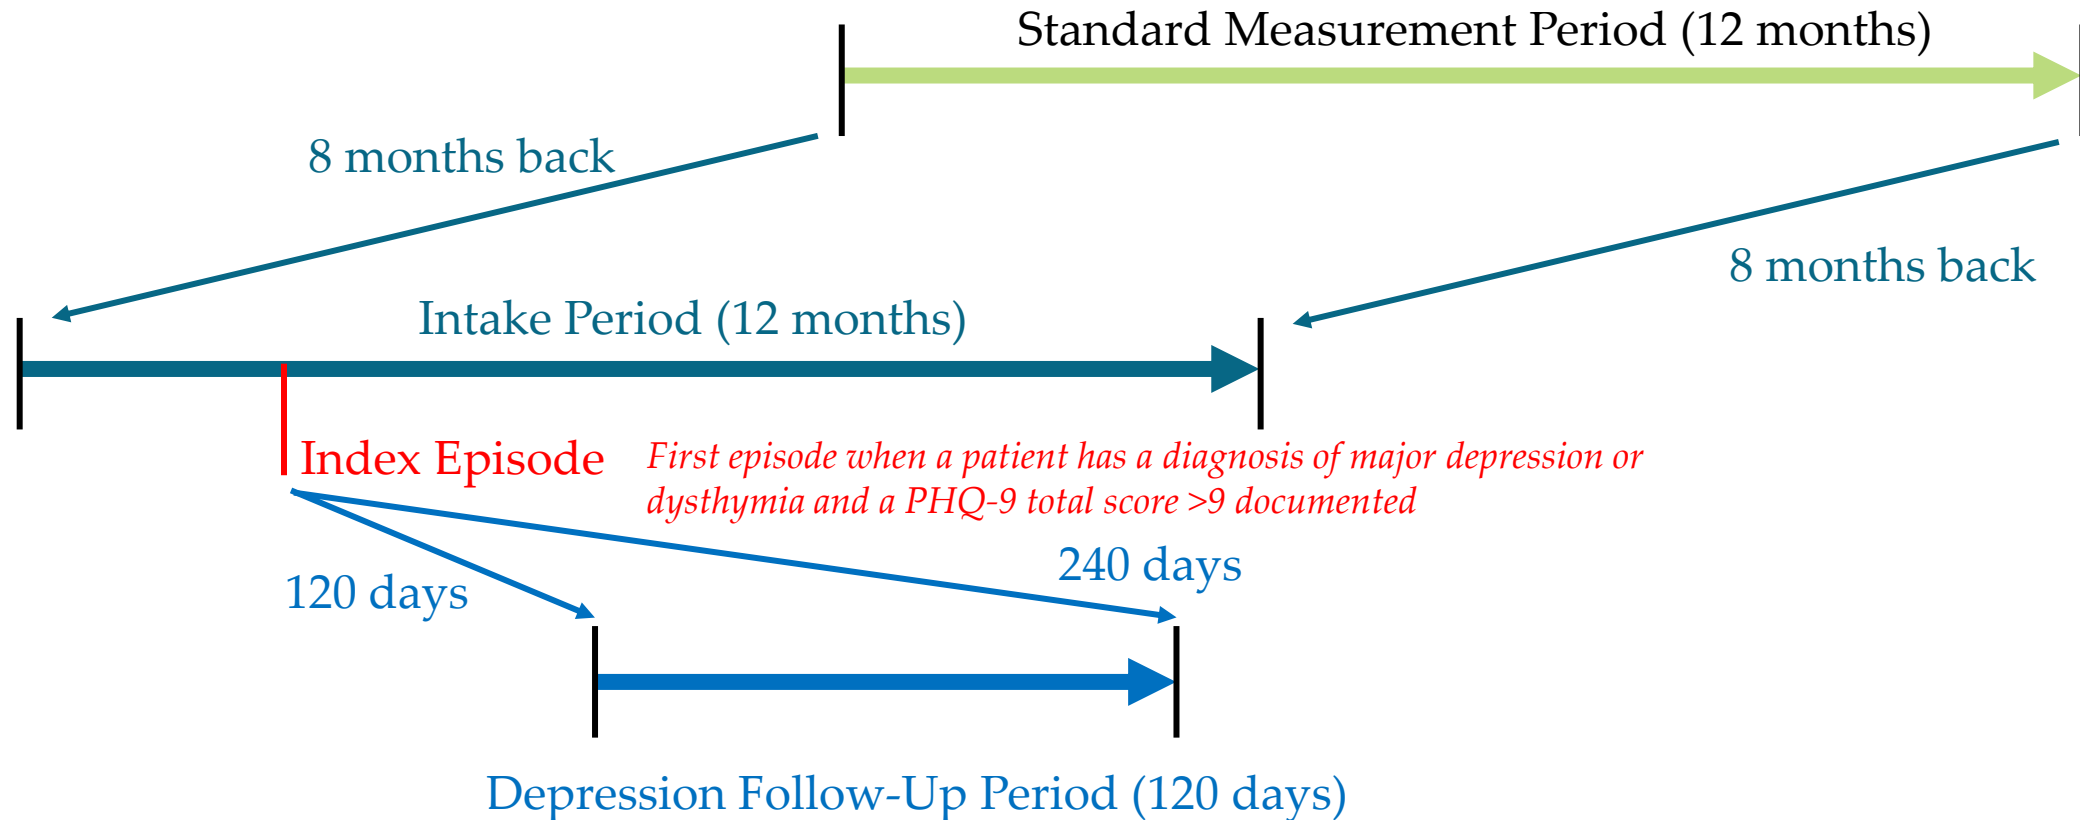 Standard Measurement Period (12 months)
8 months back
8 months back
Intake Period (12 months)
Index Episode
First episode when a patient has a diagnosis of major depression or
dysthymia and a PHQ-9 total score >9 documented
240 days
120 days
Depression Follow-Up Period (120 days)